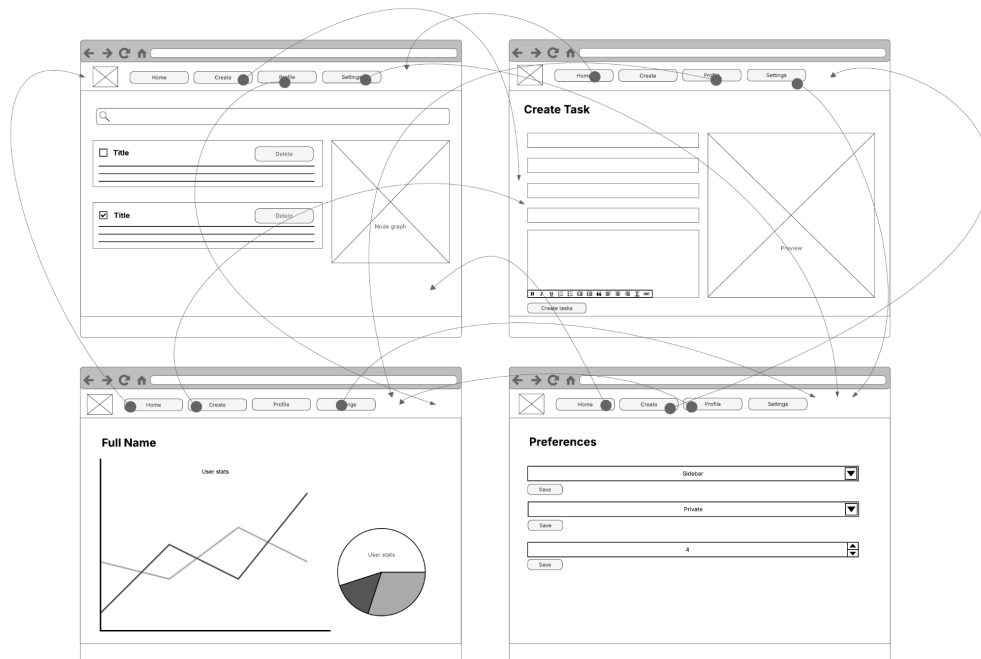 Home Create Profile Settings
Title Delete
Title Delete
Node graph
Home Create Profile Settings
Create Task
Preview
B I U
Create tasks
Home Create Profile Settings
Full Name
User stats
User stats
Home Create Profile Settings
Preferences
Sidebar
Save
Private
Save
4
Save